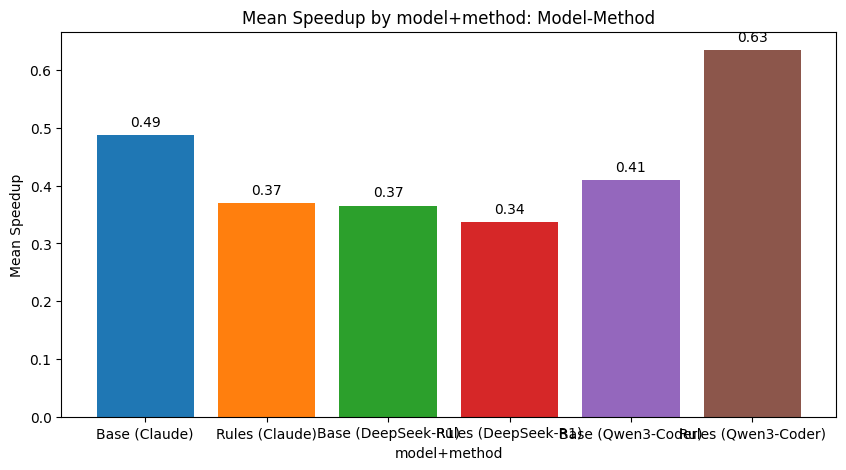 Mean Speedup by model+method: Model-Method
Mean Speedup
0.6
0.5
0.4
0.3
0.2
0.1
0.0
0.49
0.37
0.37
0.34
0.41
0.63
Base (Claude)
Rules (Claude)
Base (DeepSeek-R1)
Rules (DeepSeek-R1)
Base (Qwen3-Coder)
Rules (Qwen3-Coder)
model+method